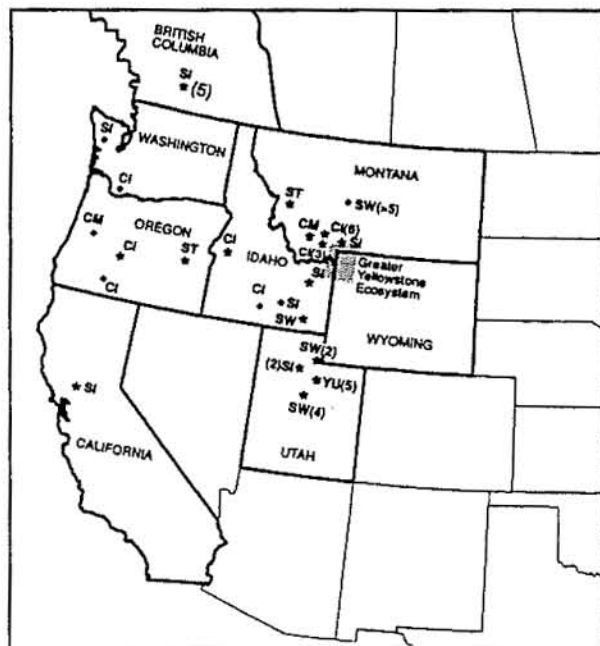 BRITISH
COLUMBIA
SI
(5)
SI
WASHINGTON
CI
MONTANA
ST
SW(>5)
CM
CI(6)
CI(3)
SI
CM
OREGON
CI
ST
CI
CI
IDAHO
SI
Greater
Yellowstone
Ecosystem
CI
SI
SW
WYOMING
SW(2)
(2)SI
YU(5)
SW(4)
SI
CALIFORNIA
UTAH